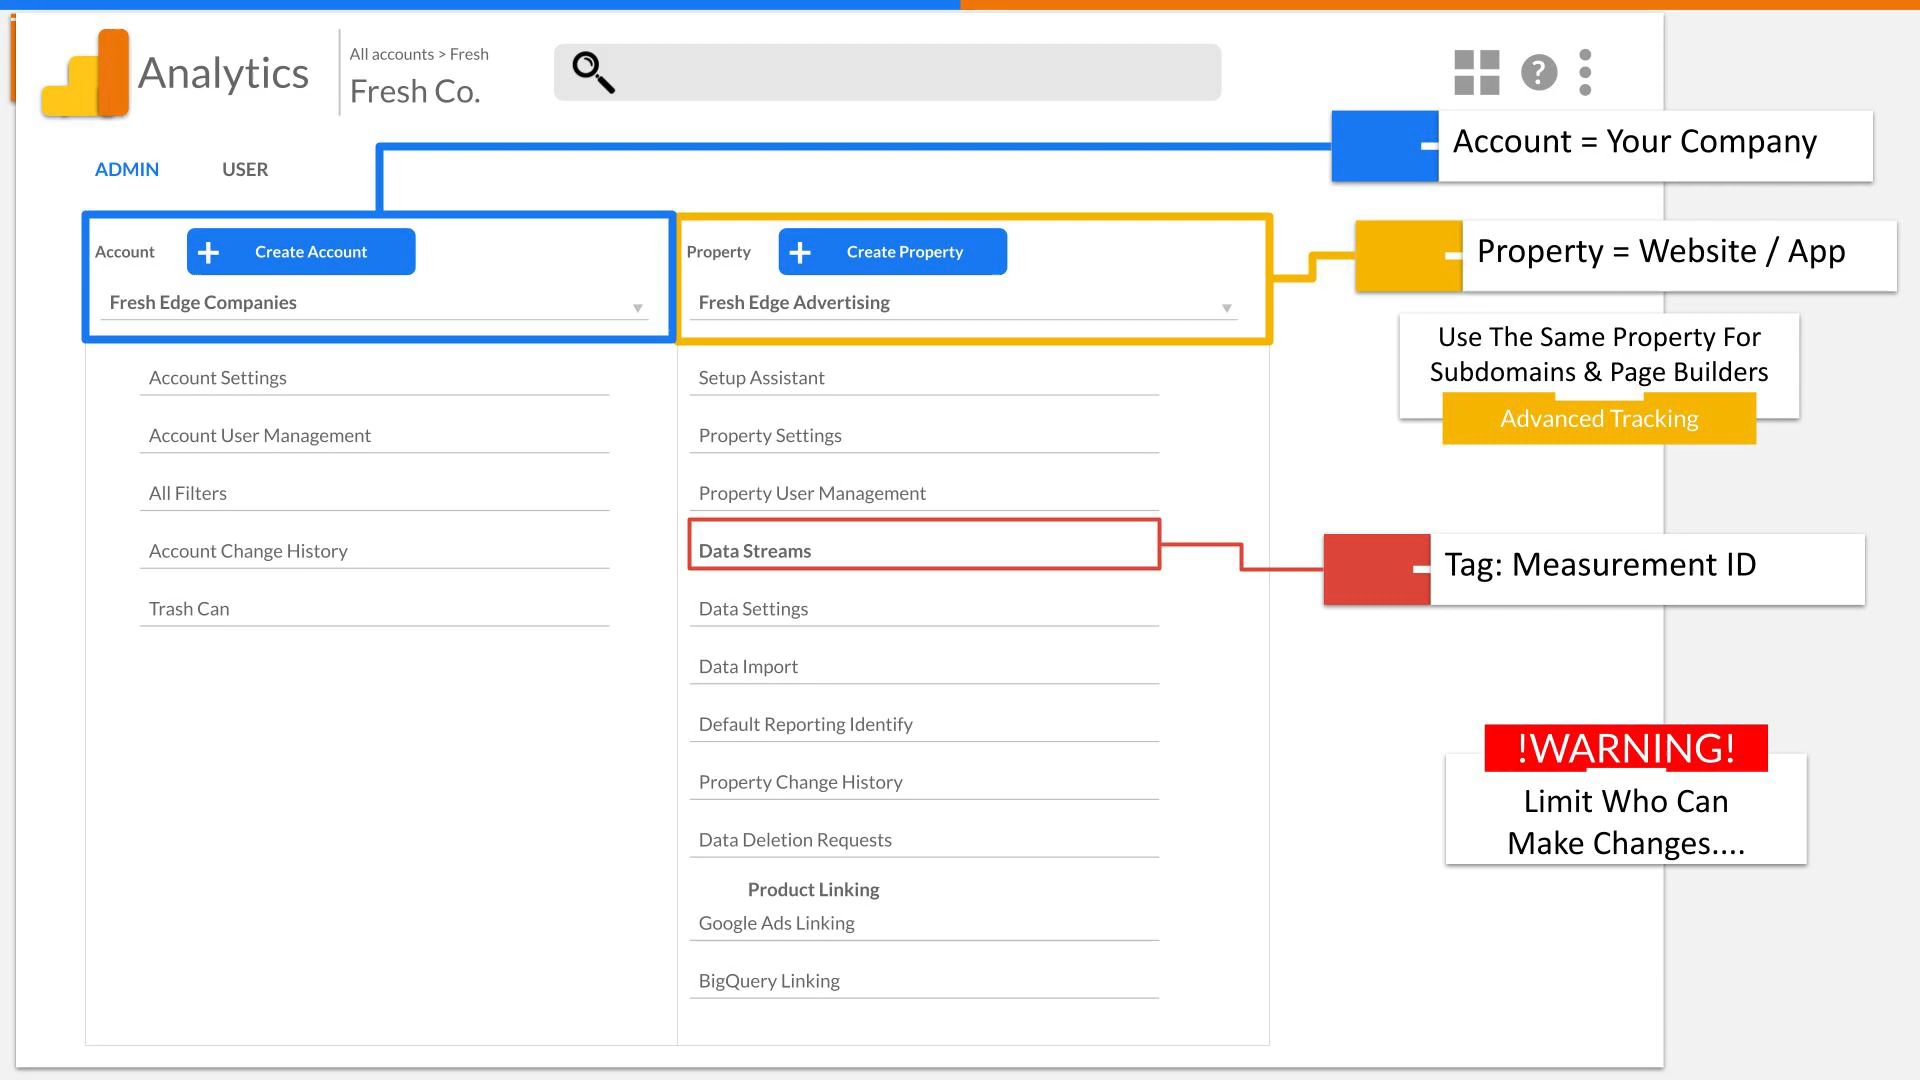 Analytics
All accounts > Fresh
Fresh Co.
?
ADMIN USER
Account = Your Company
Account + Create Account
Fresh Edge Companies
Property + Create Property
Fresh Edge Advertising
Property = Website / App
Use The Same Property For
Subdomains & Page Builders
Advanced Tracking
Account Settings
Account User Management
All Filters
Account Change History
Trash Can
Setup Assistant
Property Settings
Property User Management
Data Streams
Data Settings
Data Import
Default Reporting Identify
Property Change History
Data Deletion Requests
Product Linking
Google Ads Linking
BigQuery Linking
Tag: Measurement ID
!WARNING!
Limit Who Can
Make Changes....